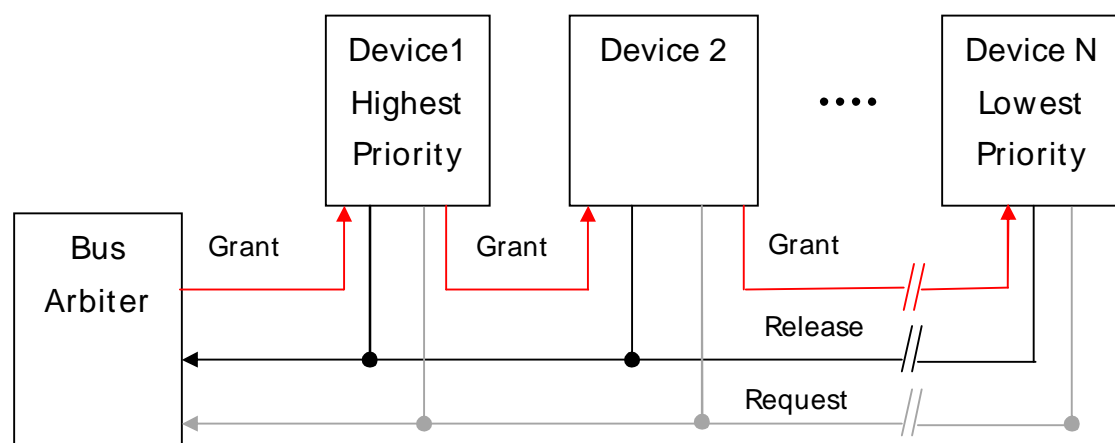 Device1
Highest
Priority
Device 2
Device N
Lowest
Priority
Bus
Arbiter
Grant
Grant
Grant
Release
Request